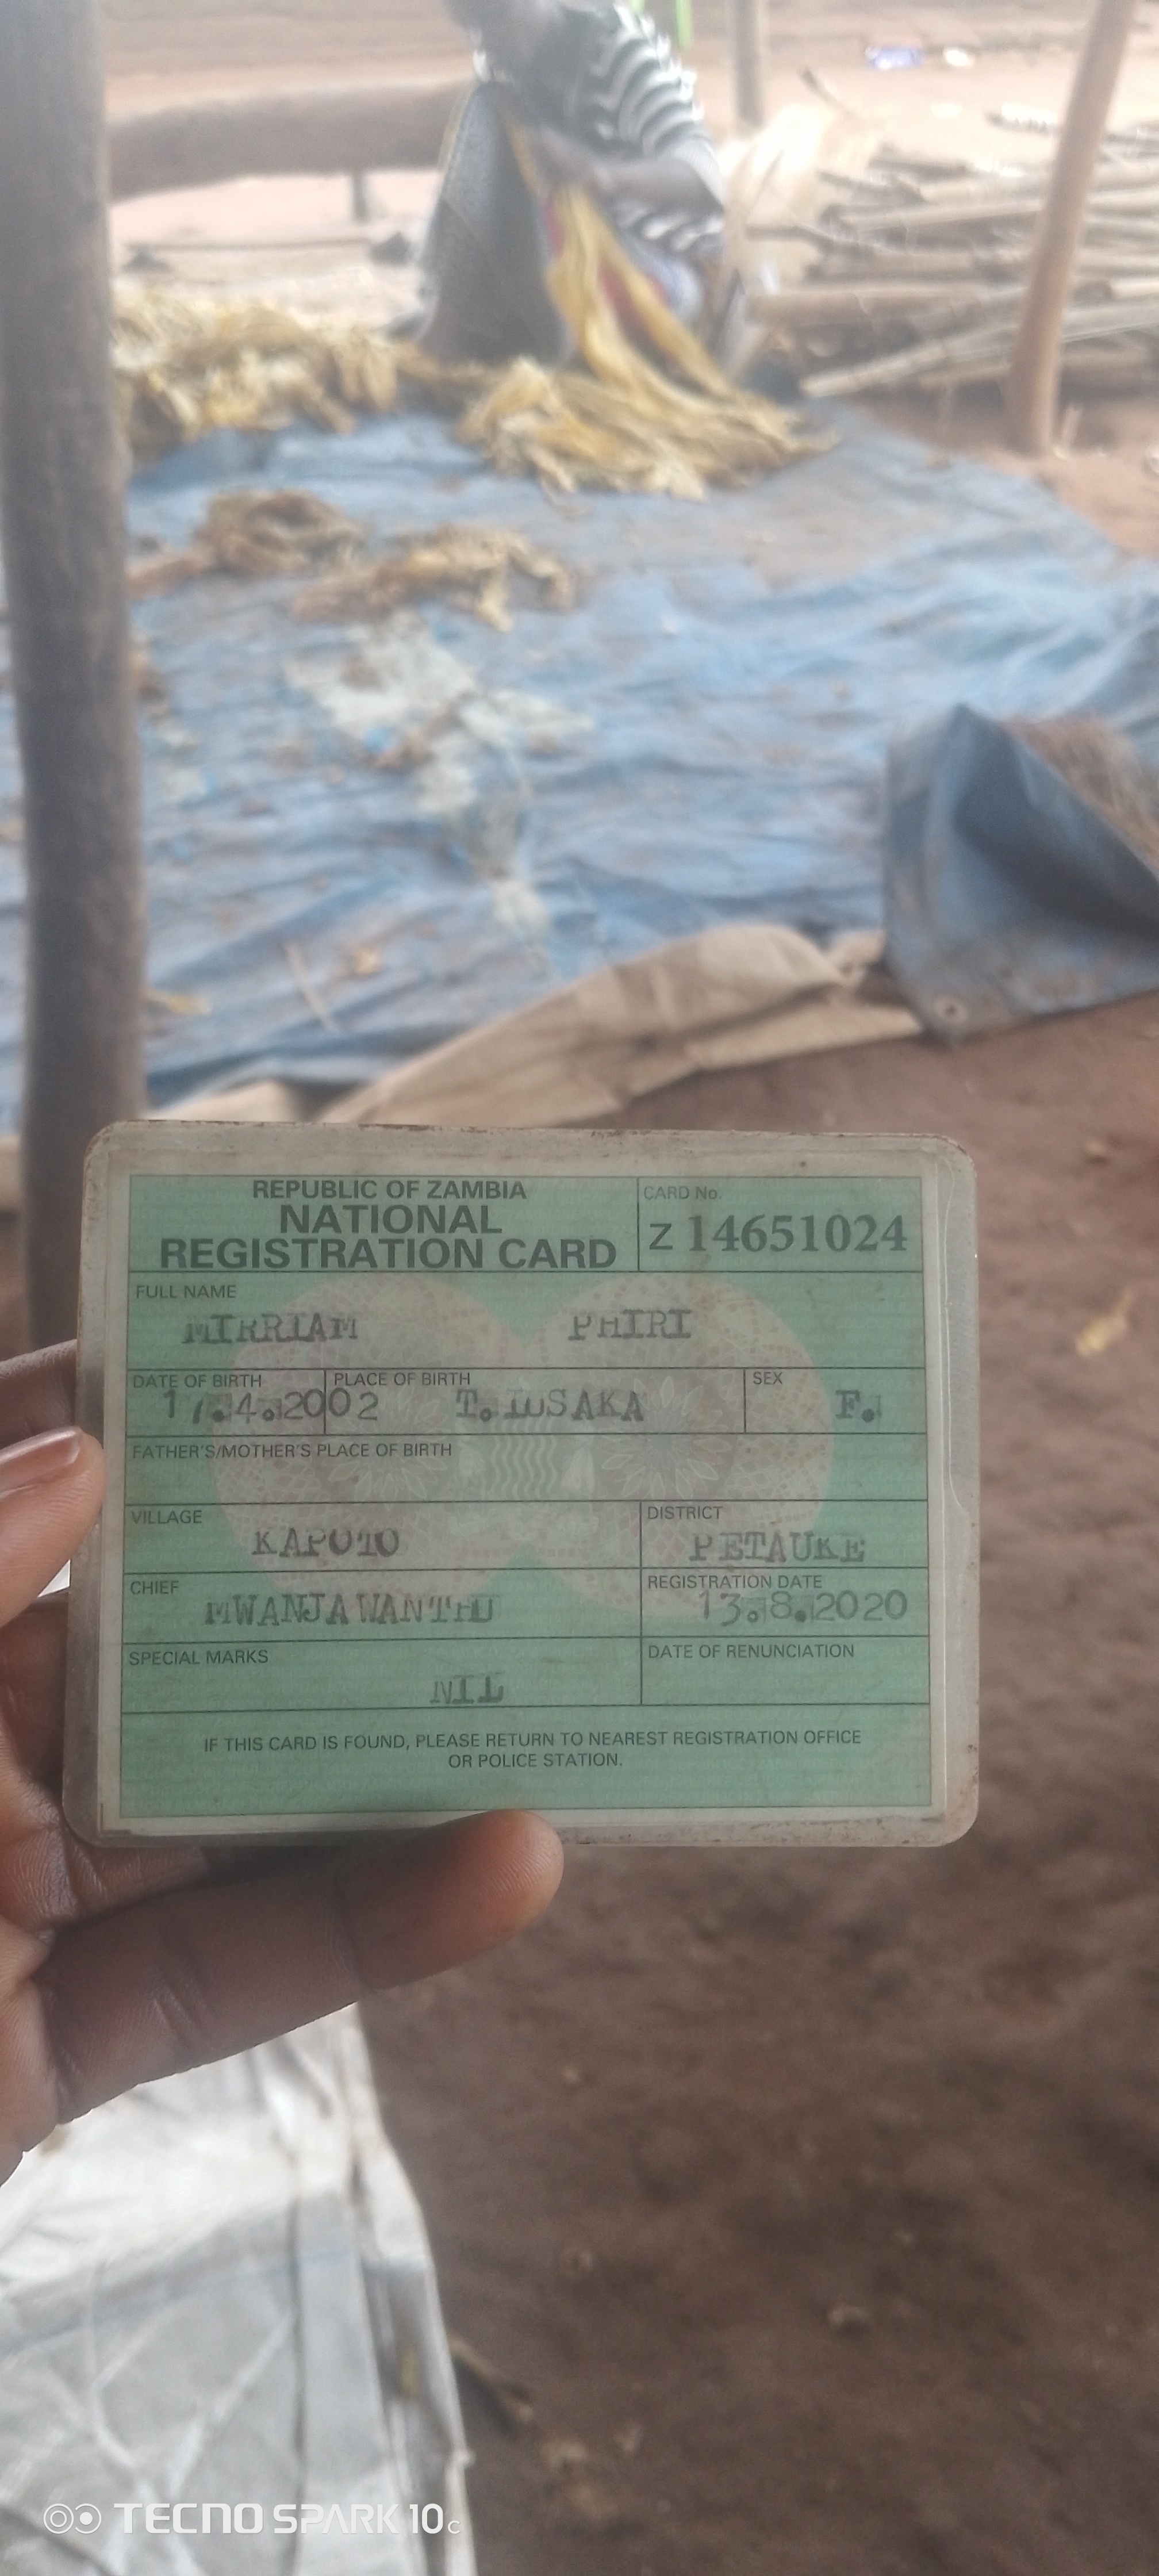 REPUBLIC OF ZAMBIA
NATIONAL
REGISTRATION CARD
CARD No.
Z 14651024
FULL NAME
MIRRIAM PHIRI
DATE OF BIRTH PLACE OF BIRTH SEX
17.4.2002 T. LUSAKA F.
FATHER'S/MOTHER'S PLACE OF BIRTH
VILLAGE DISTRICT
KAPOTO PETAUKE
CHIEF REGISTRATION DATE
MWANJAWANTHU 13.8.2020
SPECIAL MARKS DATE OF RENUNCIATION
NIL
IF THIS CARD IS FOUND, PLEASE RETURN TO NEAREST REGISTRATION OFFICE
OR POLICE STATION.
TECNO SPARK 10C